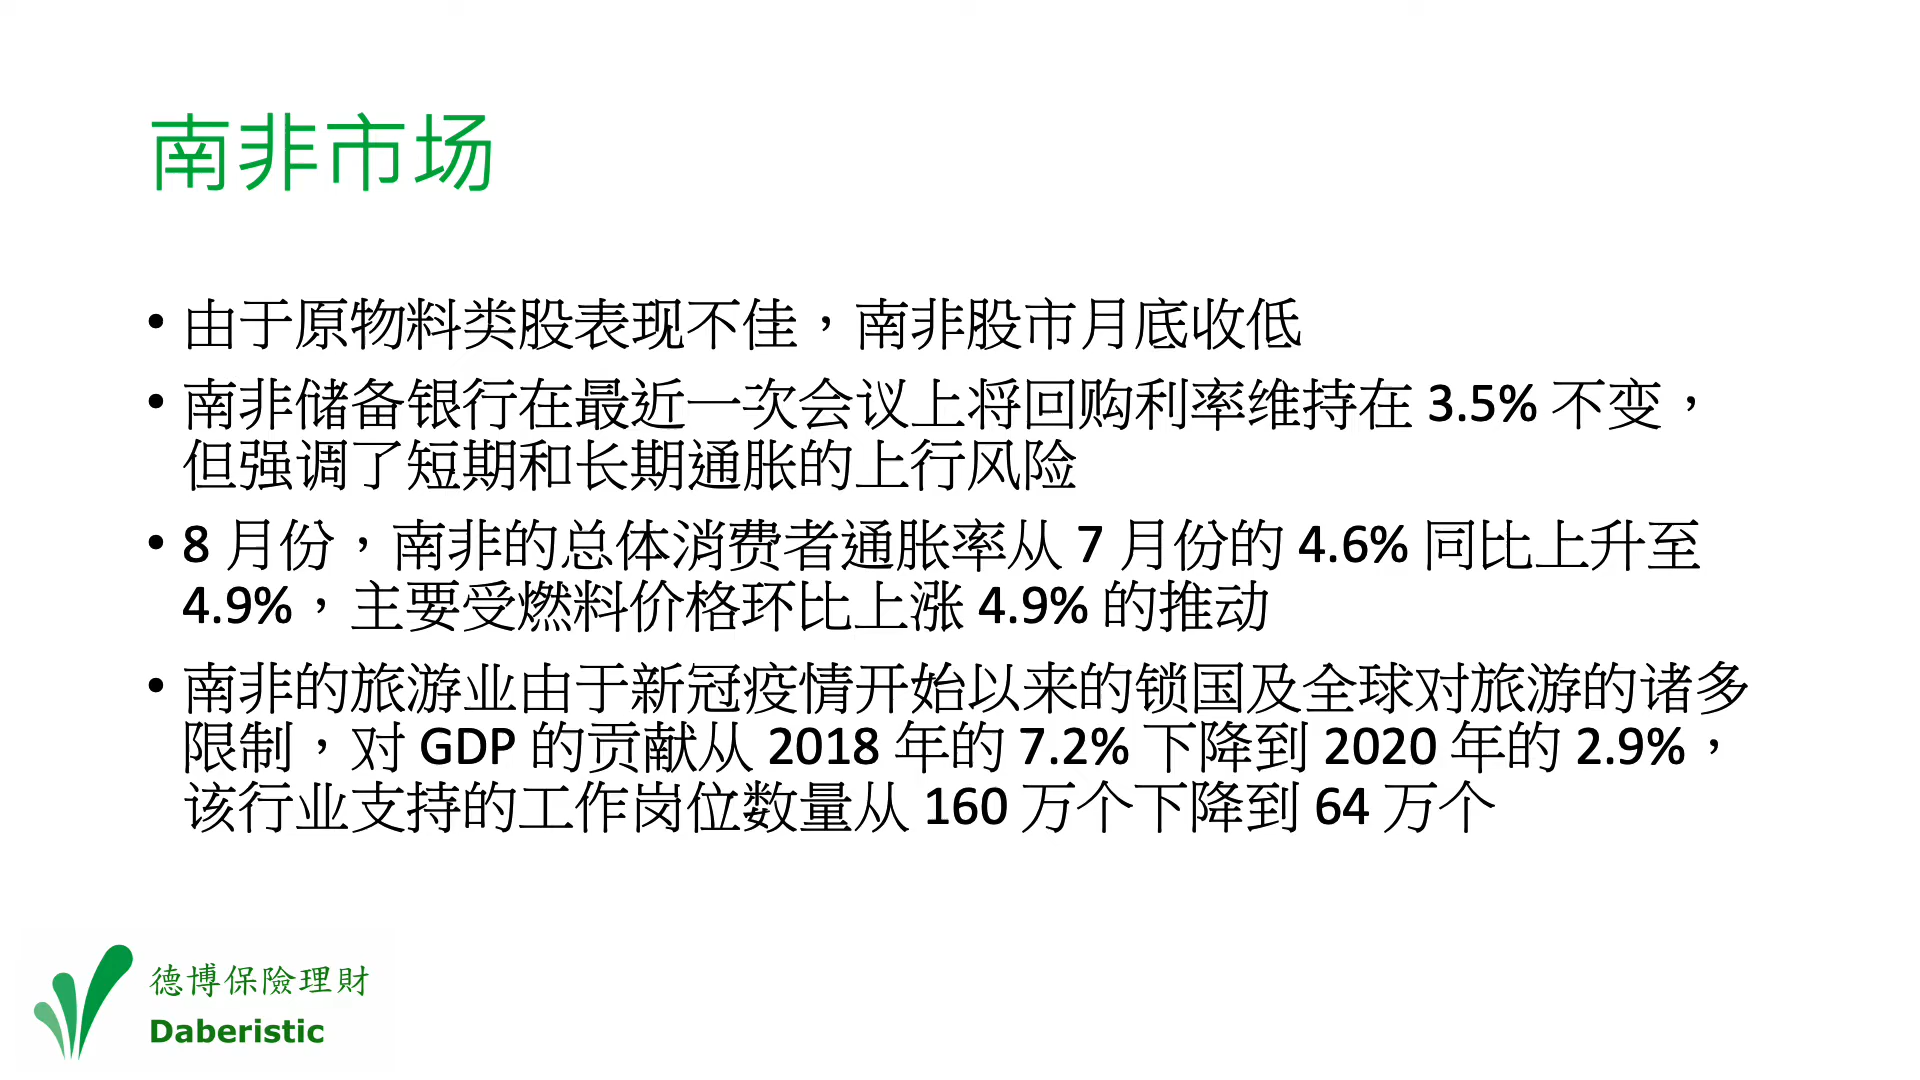 南非市场
• 由于原物料类股表现不佳，南非股市月底收低
• 南非储备银行在最近一次会议上将回购利率维持在 3.5% 不变，
但强调了短期和长期通胀的上行风险
• 8 月份，南非的总体消费者通胀率从 7 月份的 4.6% 同比上升至
4.9%，主要受燃料价格环比上涨 4.9% 的推动
• 南非的旅游业由于新冠疫情开始以来的锁国及全球对旅游的诸多
限制，对 GDP 的贡献从 2018 年的 7.2% 下降到 2020 年的 2.9%，
该行业支持的工作岗位数量从 160 万个下降到 64 万个
德博保險理財
Daberistic